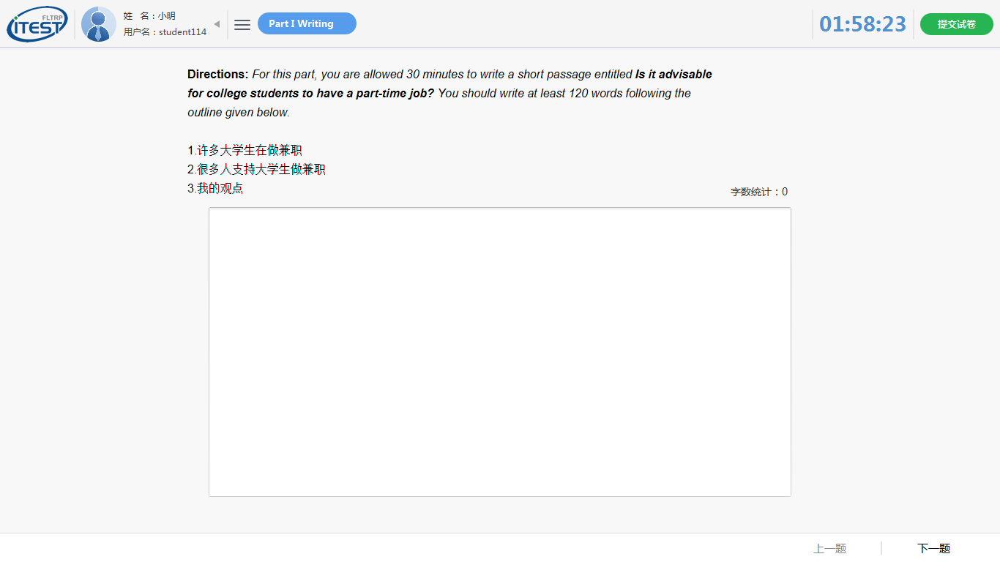 FLTRP
iTEST
姓 名：小明
用户名：student114
Part I Writing
01:58:23
提交试卷
Directions: For this part, you are allowed 30 minutes to write a short passage entitled Is it advisable
for college students to have a part-time job? You should write at least 120 words following the
outline given below.
1.许多大学生在做兼职
2.很多人支持大学生做兼职
3.我的观点
字数统计：0
上一题
下一题